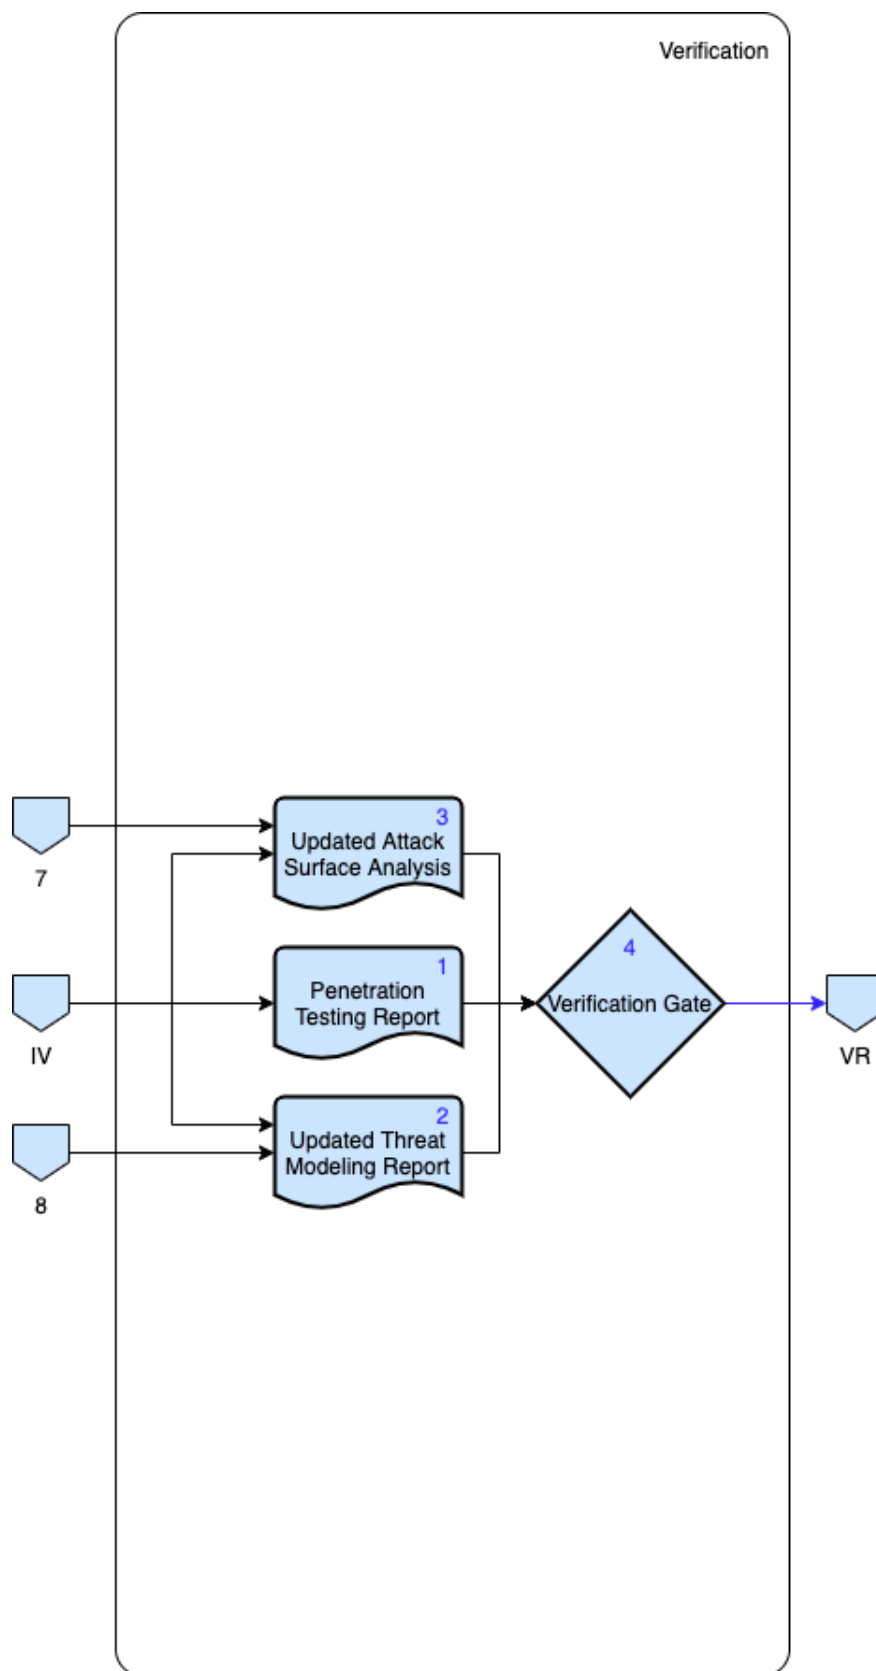 Verification
3
Updated Attack
Surface Analysis
7
1
Penetration
Testing Report
IV
4
Verification Gate
VR
2
Updated Threat
Modeling Report
8